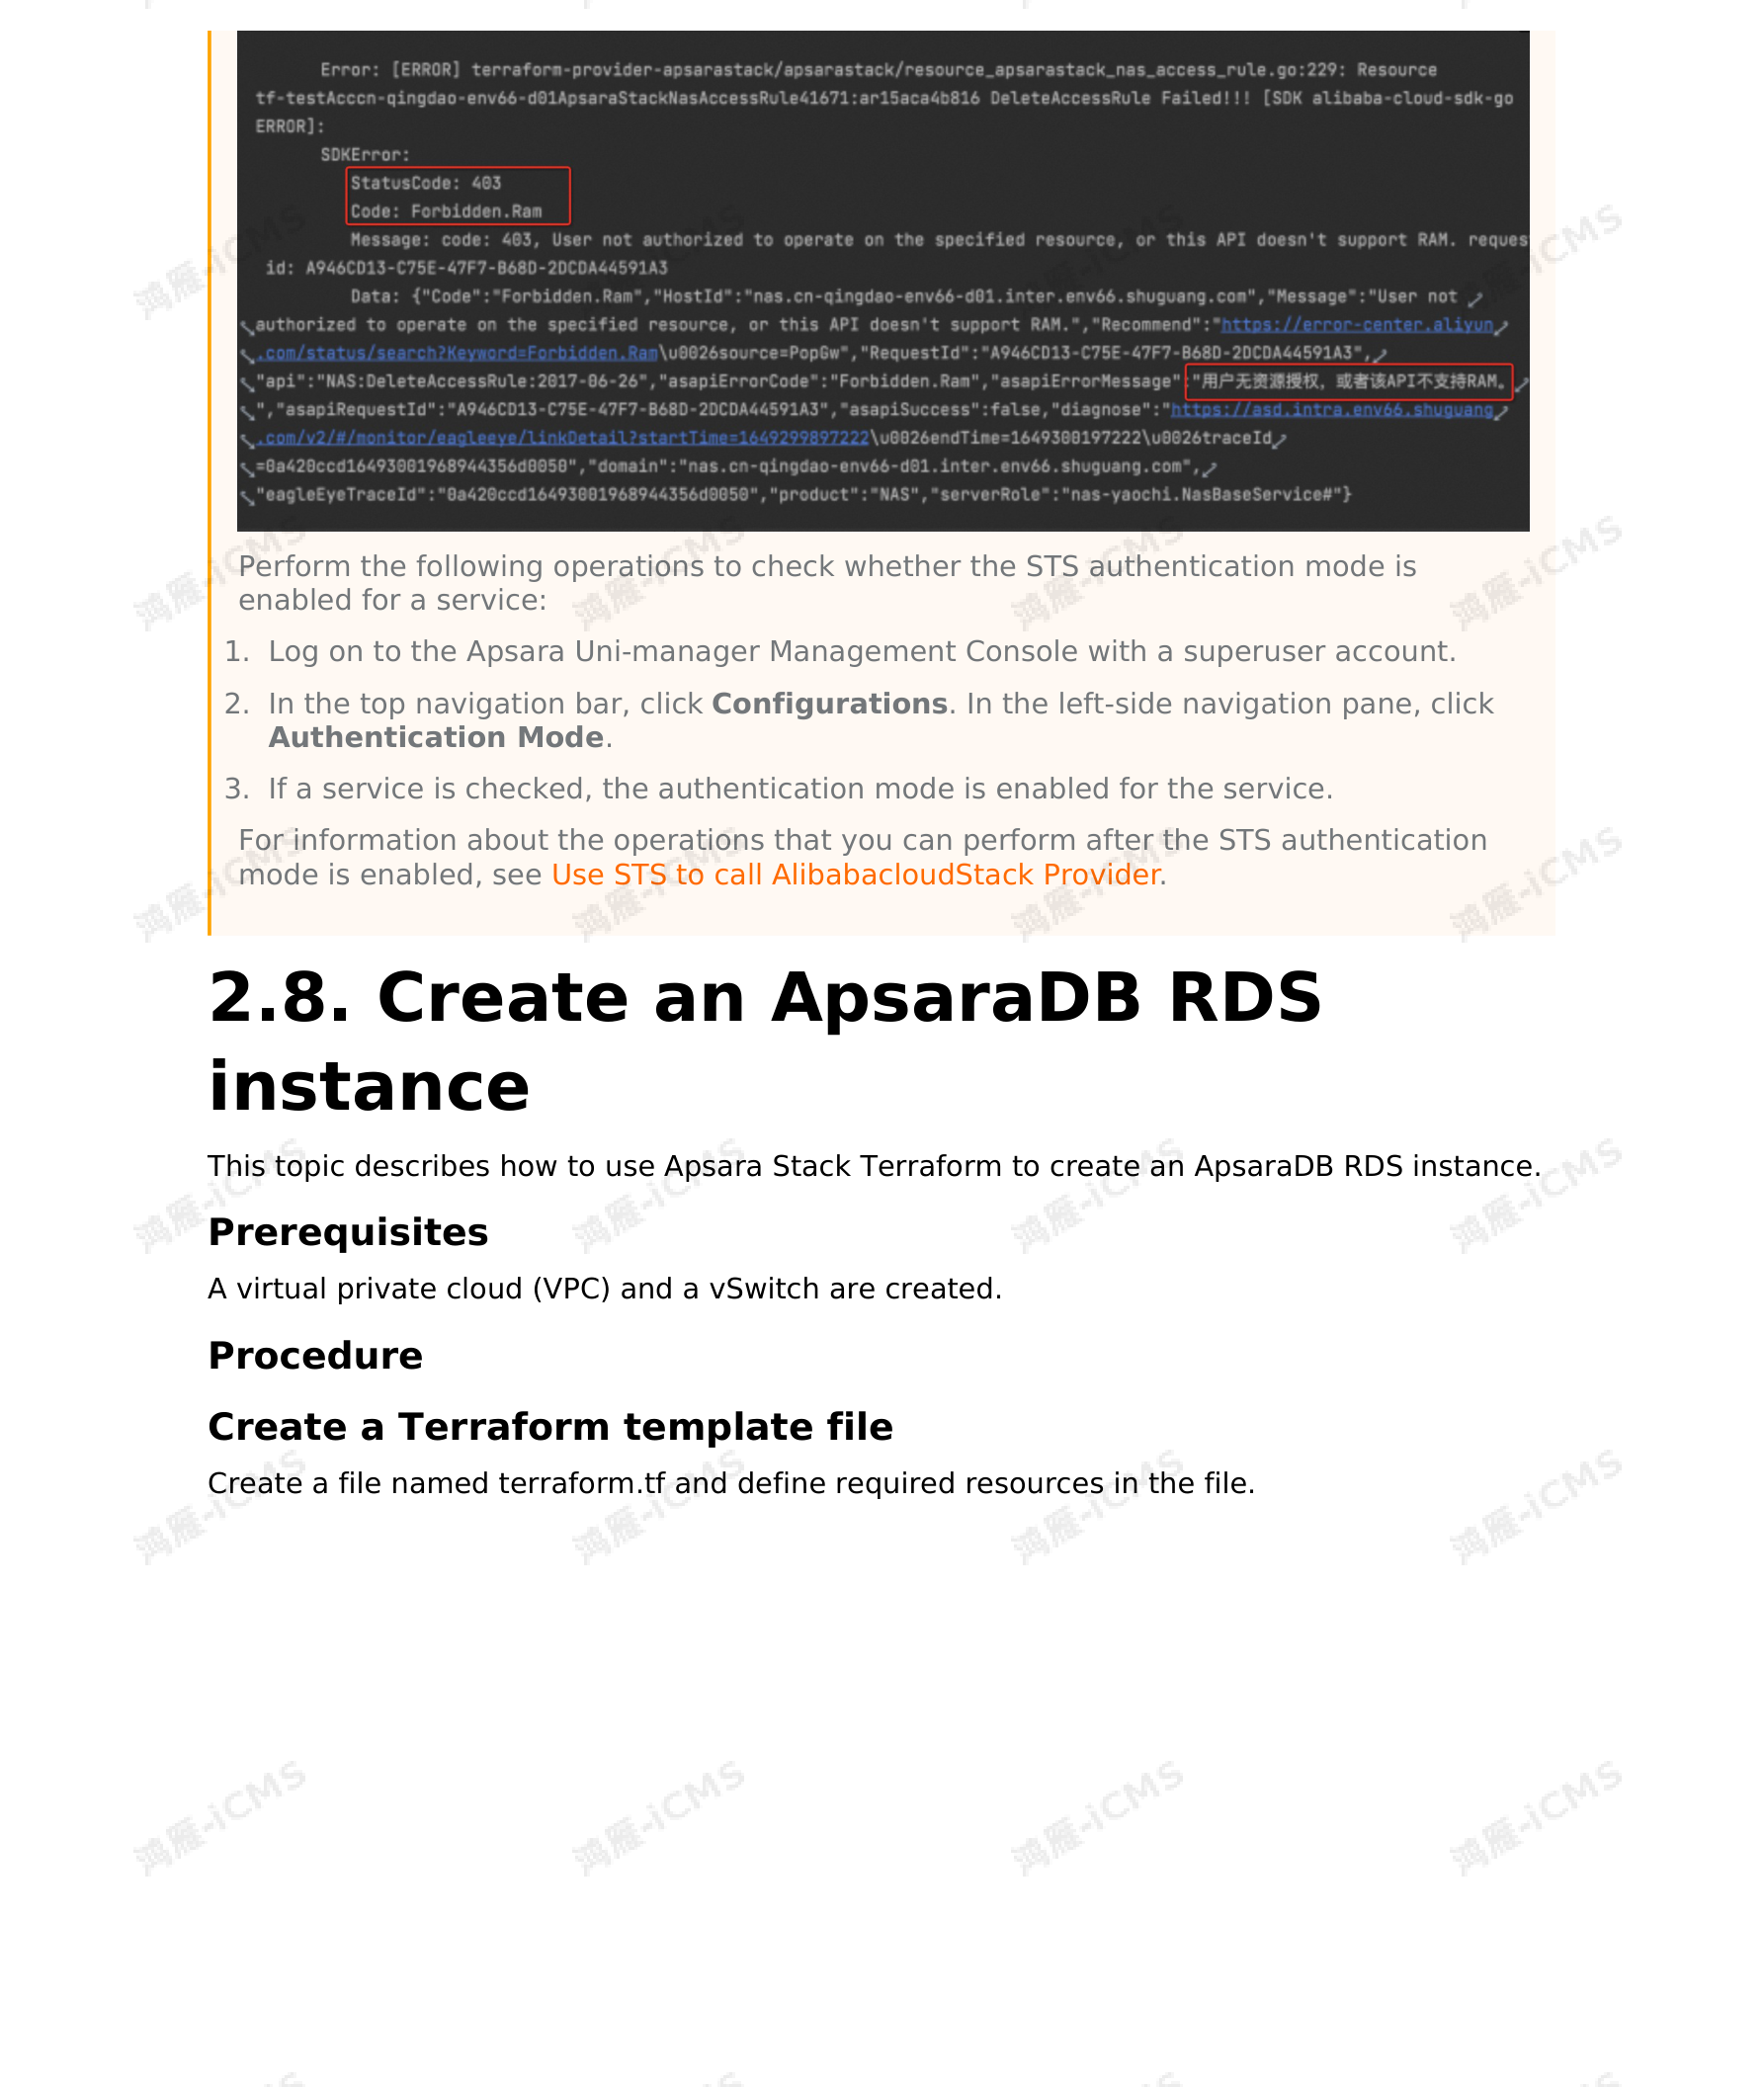 Error: [ERROR] terraform-provider-apsarastack/apsarastack/resource_apsarastack_nas_access_rule.go:229: Resource
tf-testAcccn-qingdao-env66-d01ApsaraStackNasAccessRule41671:ar15aca4b816 DeleteAccessRule Failed!!! [SDK alibaba-cloud-sdk-go
ERROR]:
SDKError:
StatusCode: 403
Code: Forbidden.Ram
Message: code: 403, User not authorized to operate on the specified resource, or this API doesn't support RAM. reques
id: A946CD13-C75E-47F7-B68D-2DCDA44591A3
Data: {"Code":"Forbidden.Ram","HostId":"nas.cn-qingdao-env66-d01.inter.env66.shuguang.com","Message":"User not
authorized to operate on the specified resource, or this API doesn't support RAM.","Recommend":"https://error-center.aliyun
.com/status/search?Keyword=Forbidden.Ram\u0026source=PopGw","RequestId":"A946CD13-C75E-47F7-B68D-2DCDA44591A3",
"api":"NAS:DeleteAccessRule:2017-06-26","asapiErrorCode":"Forbidden.Ram","asapiErrorMessage":"用户无资源授权，或者该API不支持RAM。
","asapiRequestId":"A946CD13-C75E-47F7-B68D-2DCDA44591A3","asapiSuccess":false,"diagnose":"https://asd.intra.env66.shuguang
.com/v2/#/monitor/eagleeye/linkDetail?startTime=1649299897222\u0026endTime=1649300197222\u0026traceId
=0a420ccd16493001968944356d0050","domain":"nas.cn-qingdao-env66-d01.inter.env66.shuguang.com",
"eagleEyeTraceId":"0a420ccd16493001968944356d0050","product":"NAS","serverRole":"nas-yaochi.NasBaseService#"}
Perform the following operations to check whether the STS authentication mode is
enabled for a service:
1. Log on to the Apsara Uni-manager Management Console with a superuser account.
2. In the top navigation bar, click Configurations. In the left-side navigation pane, click
Authentication Mode.
3. If a service is checked, the authentication mode is enabled for the service.
For information about the operations that you can perform after the STS authentication
mode is enabled, see Use STS to call AlibabacloudStack Provider.
2.8. Create an ApsaraDB RDS
instance
This topic describes how to use Apsara Stack Terraform to create an ApsaraDB RDS instance.
Prerequisites
A virtual private cloud (VPC) and a vSwitch are created.
Procedure
Create a Terraform template file
Create a file named terraform.tf and define required resources in the file.
鸿雁-iCMS